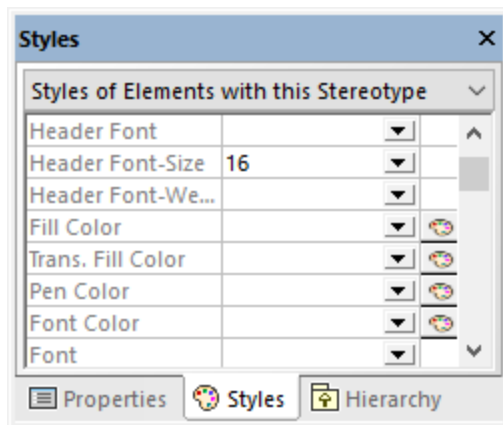 Styles
Styles of Elements with this Stereotype
Header Font
Header Font-Size 16
Header Font-We...
Fill Color
Trans. Fill Color
Pen Color
Font Color
Font
Properties Styles Hierarchy